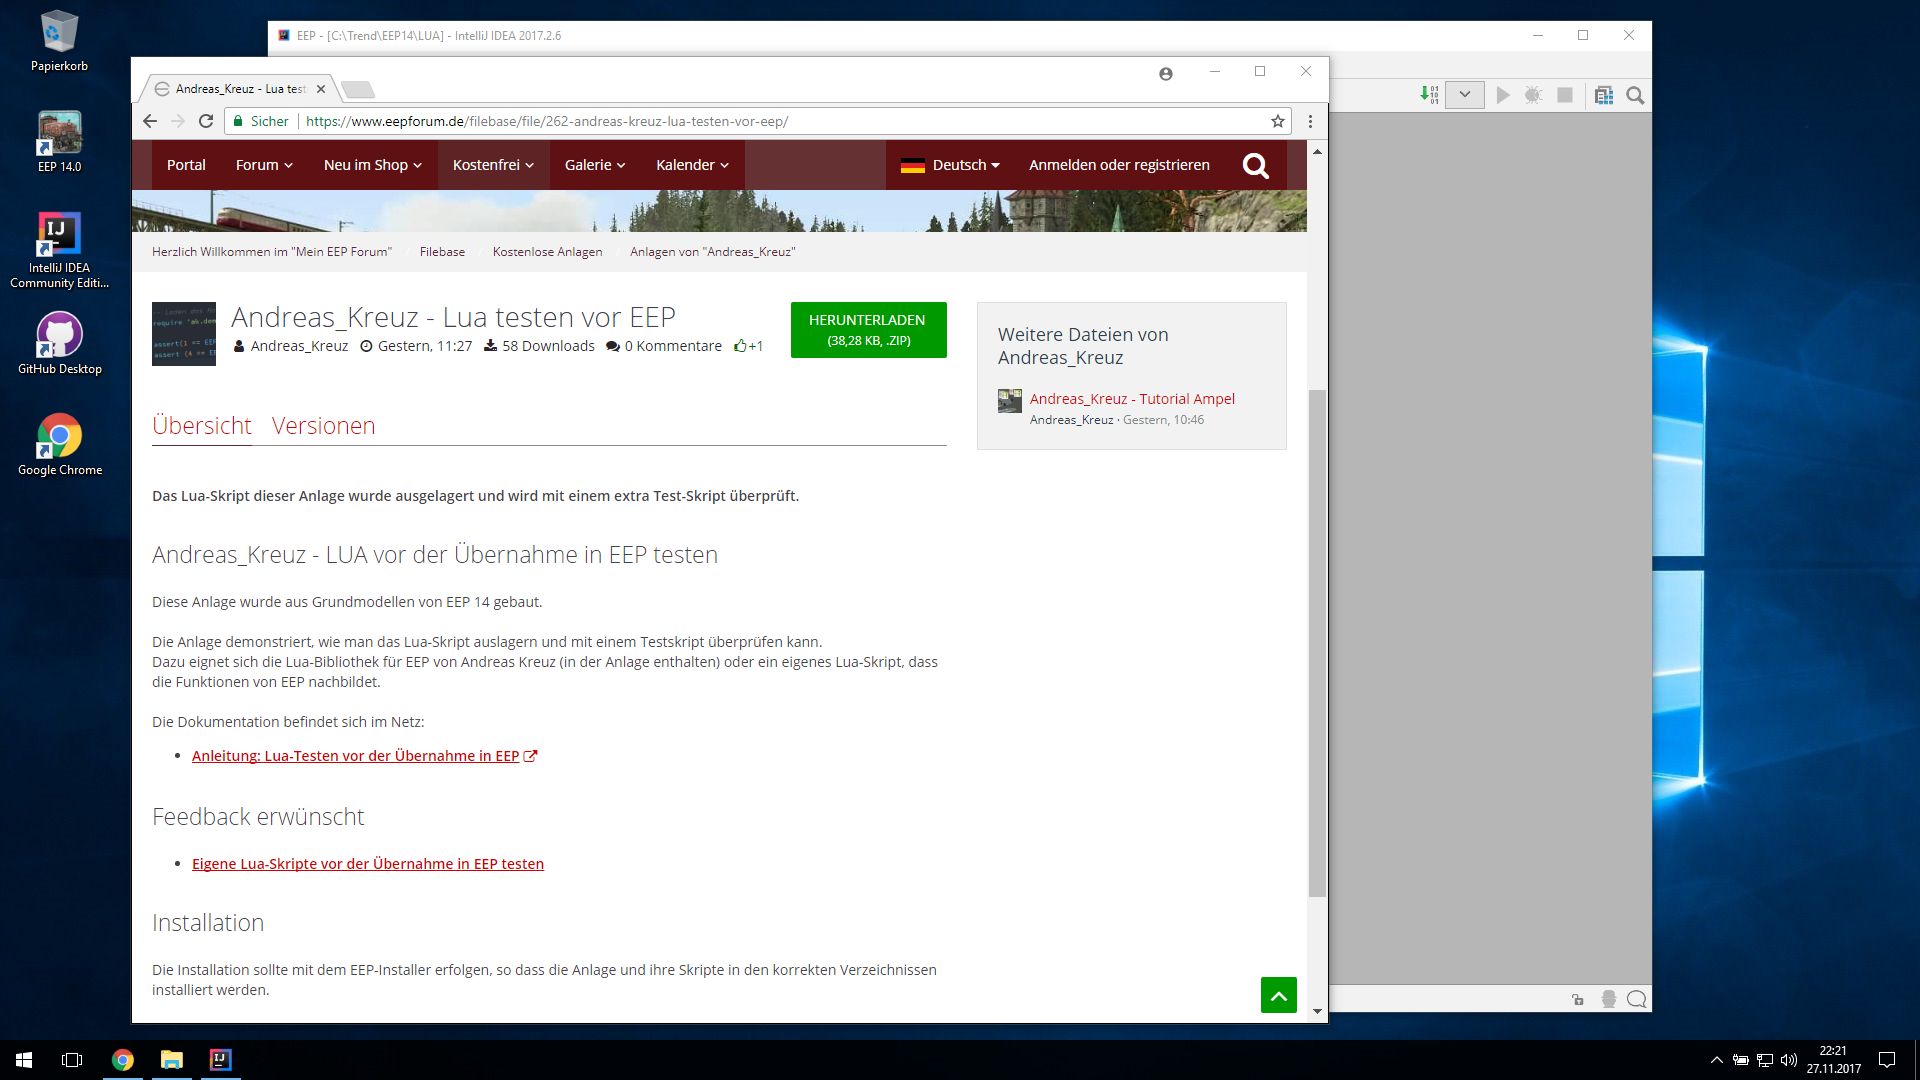 Papierkorb
EEP 14.0
IntelliJ IDEA
Community Editi...
GitHub Desktop
Google Chrome
EEP - [C:\Trend\EEP14\LUA] - IntelliJ IDEA 2017.2.6
Andreas_Kreuz - Lua test
Sicher
https://www.eepforum.de/filebase/file/262-andreas-kreuz-lua-testen-vor-eep/
Portal Forum Neu im Shop Kostenfrei Galerie Kalender Deutsch Anmelden oder registrieren
Herzlich Willkommen im "Mein EEP Forum" Filebase Kostenlose Anlagen Anlagen von "Andreas_Kreuz"
Andreas_Kreuz - Lua testen vor EEP
Andreas_Kreuz Gestern, 11:27 58 Downloads 0 Kommentare +1
HERUNTERLADEN
(38,28 KB, .ZIP)
Weitere Dateien von
Andreas_Kreuz
Andreas_Kreuz - Tutorial Ampel
Andreas_Kreuz · Gestern, 10:46
Übersicht Versionen
Das Lua-Skript dieser Anlage wurde ausgelagert und wird mit einem extra Test-Skript überprüft.
Andreas_Kreuz - LUA vor der Übernahme in EEP testen
Diese Anlage wurde aus Grundmodellen von EEP 14 gebaut.
Die Anlage demonstriert, wie man das Lua-Skript auslagern und mit einem Testskript überprüfen kann.
Dazu eignet sich die Lua-Bibliothek für EEP von Andreas Kreuz (in der Anlage enthalten) oder ein eigenes Lua-Skript, dass
die Funktionen von EEP nachbildet.
Die Dokumentation befindet sich im Netz:
Anleitung: Lua-Testen vor der Übernahme in EEP
Feedback erwünscht
Eigene Lua-Skripte vor der Übernahme in EEP testen
Installation
Die Installation sollte mit dem EEP-Installer erfolgen, so dass die Anlage und ihre Skripte in den korrekten Verzeichnissen
installiert werden.
22:21
27.11.2017